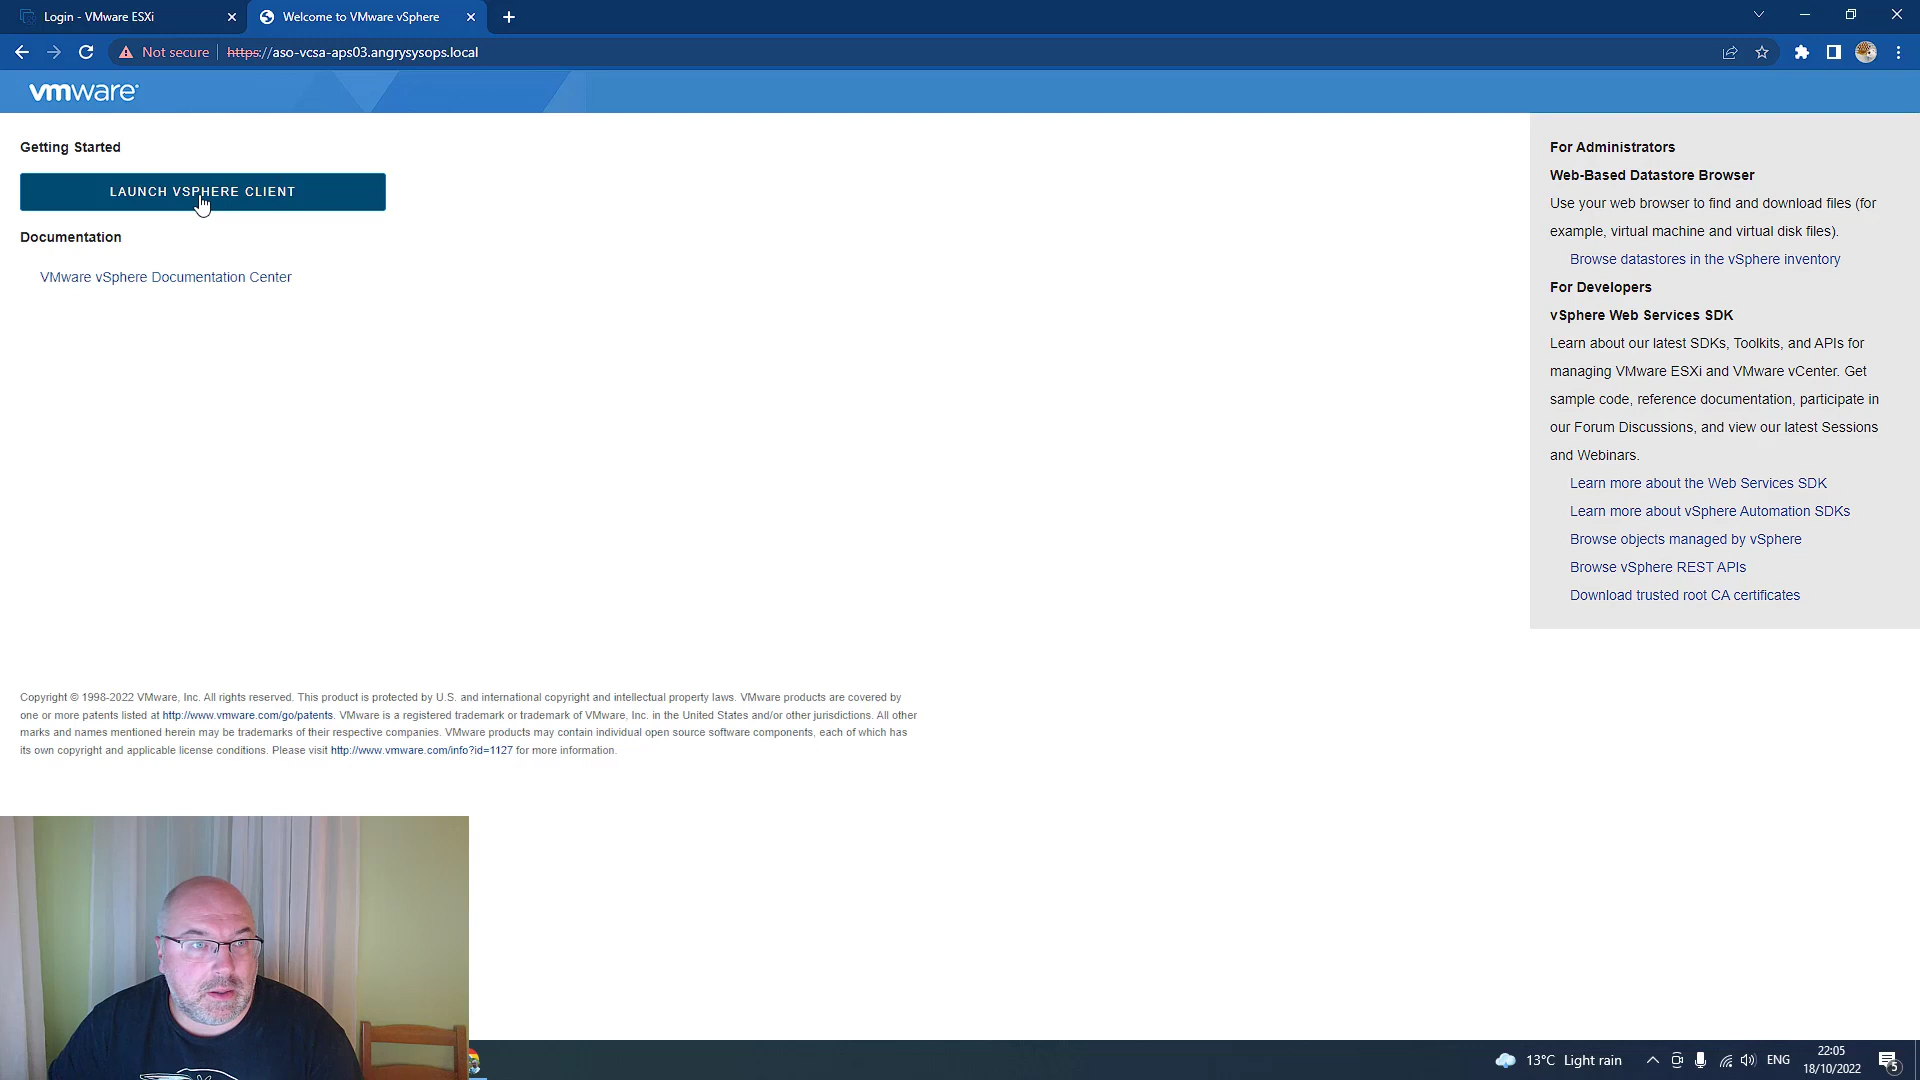 Login - VMware ESXi
Welcome to VMware vSphere
Not secure
https://aso-vcsa-aps03.angrysysops.local
vmware®
Getting Started
LAUNCH VSPHERE CLIENT
Documentation
VMware vSphere Documentation Center
For Administrators
Web-Based Datastore Browser
Use your web browser to find and download files (for
example, virtual machine and virtual disk files).
Browse datastores in the vSphere inventory
For Developers
vSphere Web Services SDK
Learn about our latest SDKs, Toolkits, and APIs for
managing VMware ESXi and VMware vCenter. Get
sample code, reference documentation, participate in
our Forum Discussions, and view our latest Sessions
and Webinars.
Learn more about the Web Services SDK
Learn more about vSphere Automation SDKs
Browse objects managed by vSphere
Browse vSphere REST APIs
Download trusted root CA certificates
Copyright © 1998-2022 VMware, Inc. All rights reserved. This product is protected by U.S. and international copyright and intellectual property laws. VMware products are covered by
one or more patents listed at http://www.vmware.com/go/patents. VMware is a registered trademark or trademark of VMware, Inc. in the United States and/or other jurisdictions. All other
marks and names mentioned herein may be trademarks of their respective companies. VMware products may contain individual open source software components, each of which has
its own copyright and applicable license conditions. Please visit http://www.vmware.com/info?id=1127 for more information.
13°C Light rain
ENG
22:05
18/10/2022
5